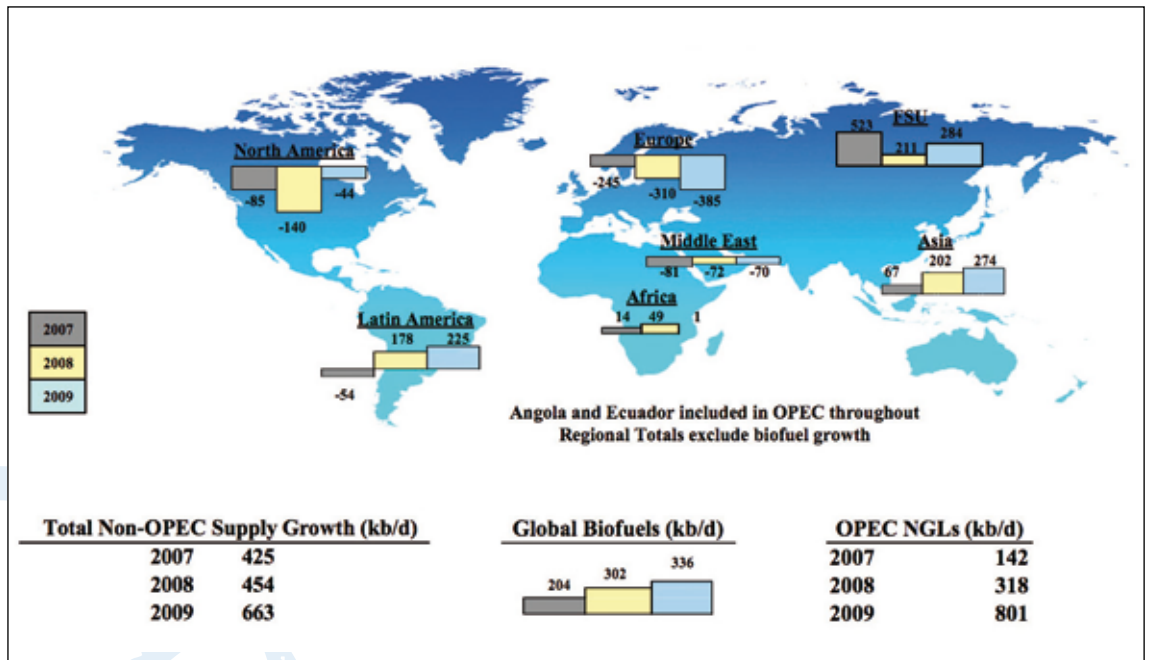 FSU
523
211
284
Europe
-245
-310
-385
North America
-85
-140
-44
Middle East
-81
-72
-70
Asia
67
202
274
Africa
14
49
1
Latin America
-54
178
225
2007
2008
2009
Angola and Ecuador included in OPEC throughout
Regional Totals exclude biofuel growth
Total Non-OPEC Supply Growth (kb/d)
2007 425
2008 454
2009 663
Global Biofuels (kb/d)
204
302
336
OPEC NGLs (kb/d)
2007 142
2008 318
2009 801